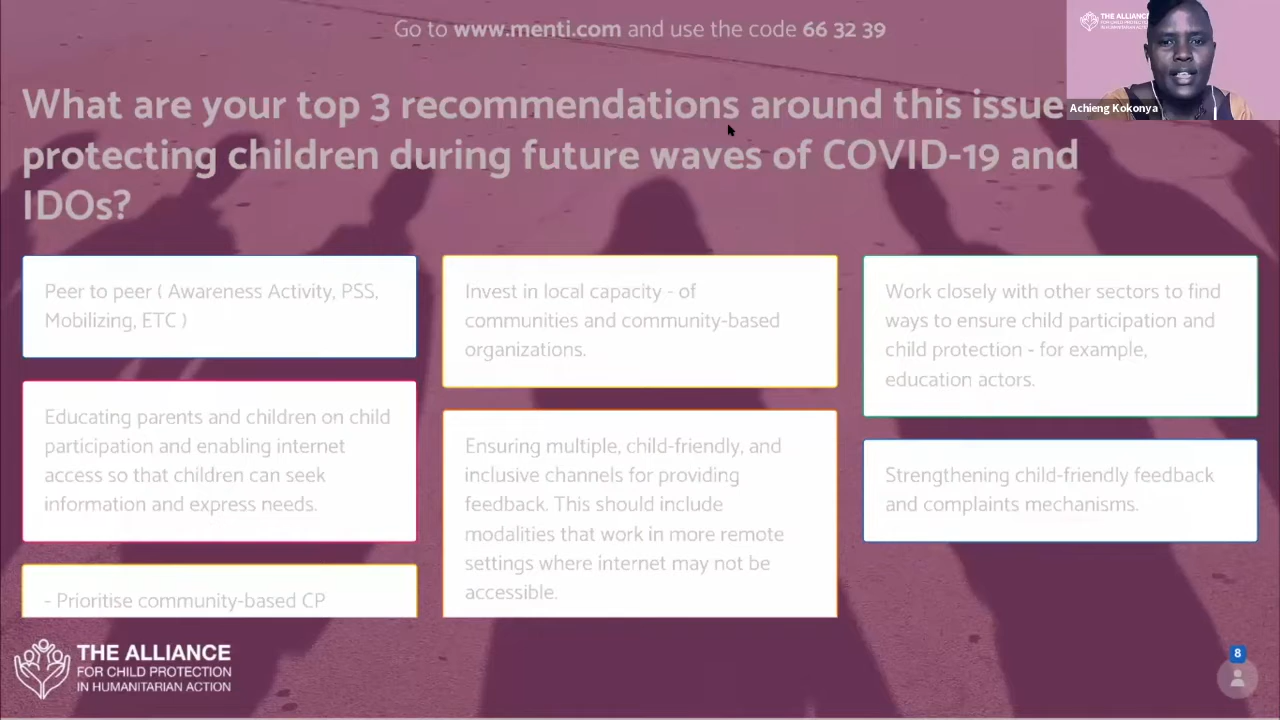 Go to www.menti.com and use the code 66 32 39
THE ALLIANCE
FOR CHILD PROTECTION
IN HUMANITARIAN
Achieng Kokonya
What are your top 3 recommendations around this issue
protecting children during future waves of COVID-19 and
IDOs?
Peer to peer ( Awareness Activity, PSS,
Mobilizing, ETC )
Educating parents and children on child
participation and enabling internet
access so that children can seek
information and express needs.
- Prioritise community-based CP
Invest in local capacity - of
communities and community-based
organizations.
Ensuring multiple, child-friendly, and
inclusive channels for providing
feedback. This should include
modalities that work in more remote
settings where internet may not be
accessible.
Work closely with other sectors to find
ways to ensure child participation and
child protection - for example,
education actors.
Strengthening child-friendly feedback
and complaints mechanisms.
THE ALLIANCE
FOR CHILD PROTECTION
IN HUMANITARIAN ACTION
8